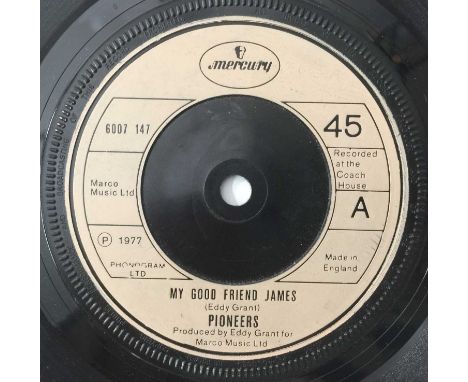 mercury
6007 147
45
Recorded
at the
Coach
House
Marco
Music Ltd
A
℗ 1977
PHONOGRAM
LTD
Made in
England
MY GOOD FRIEND JAMES
(Eddy Grant)
PIONEERS
Produced by Eddy Grant for
Marco Music Ltd